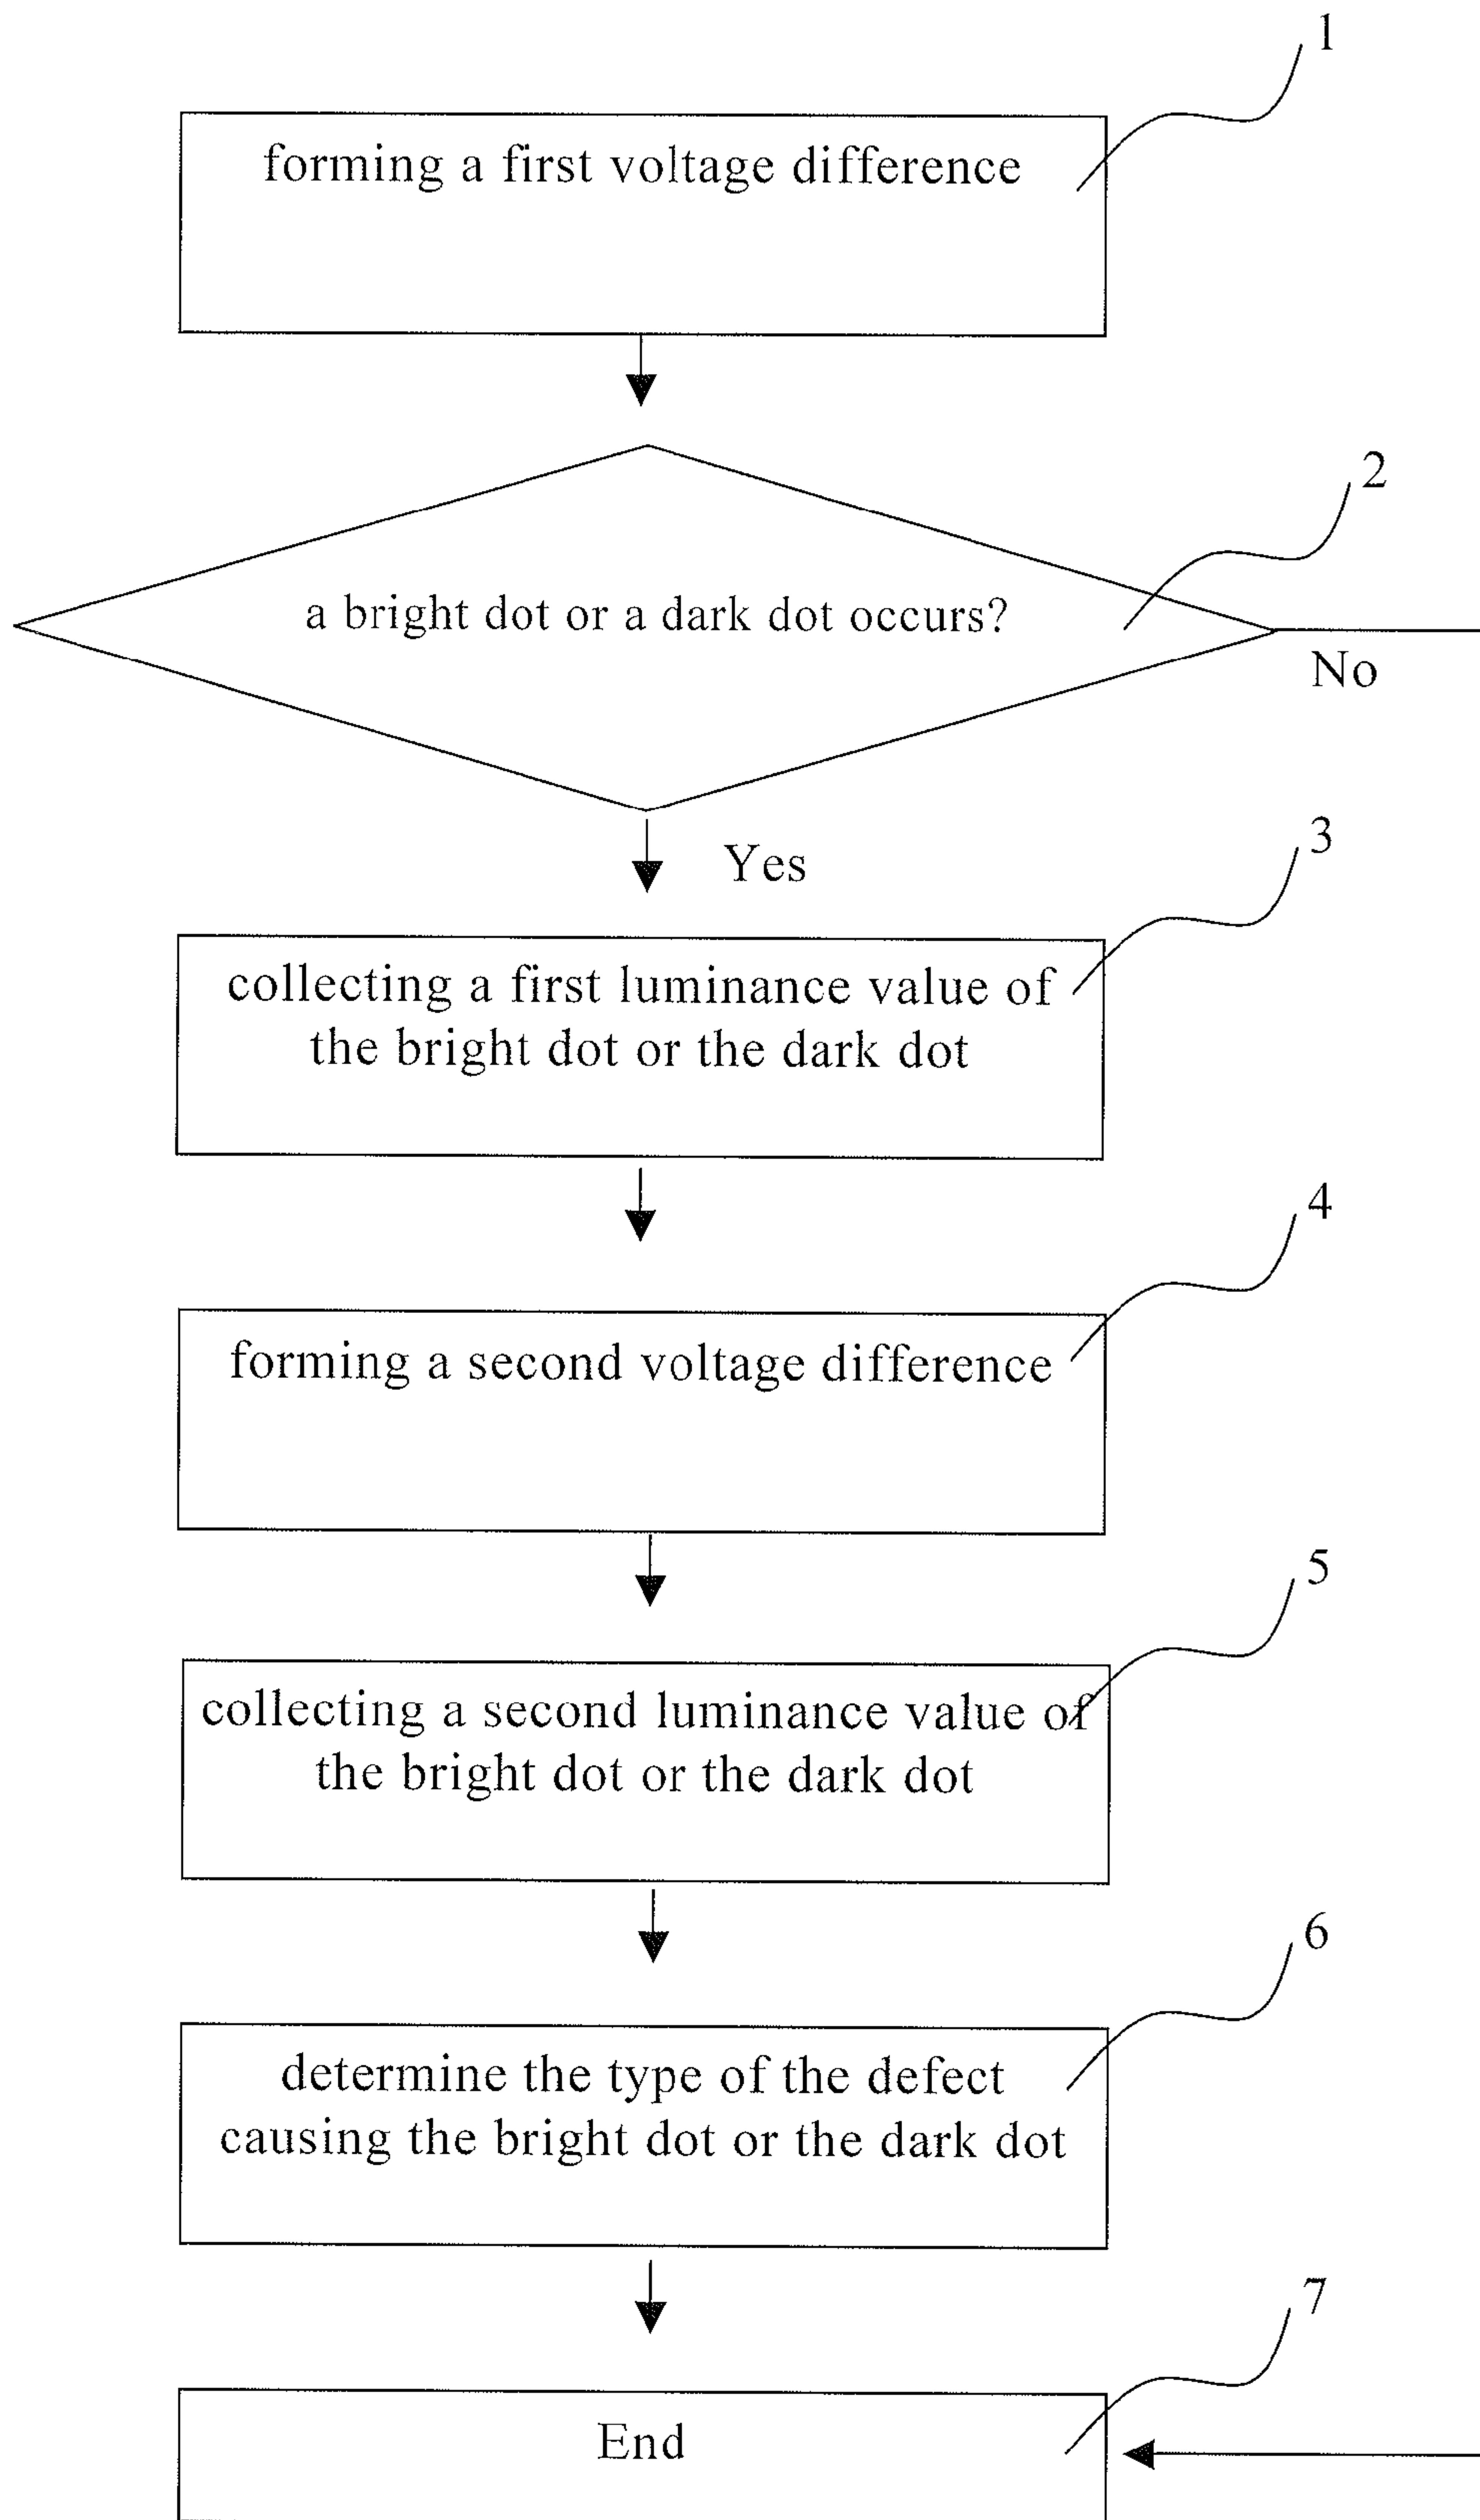 1
forming a first voltage difference
2
a bright dot or a dark dot occurs?
No
Yes
3
collecting a first luminance value of
the bright dot or the dark dot
4
forming a second voltage difference
5
collecting a second luminance value of
the bright dot or the dark dot
6
determine the type of the defect
causing the bright dot or the dark dot
7
End